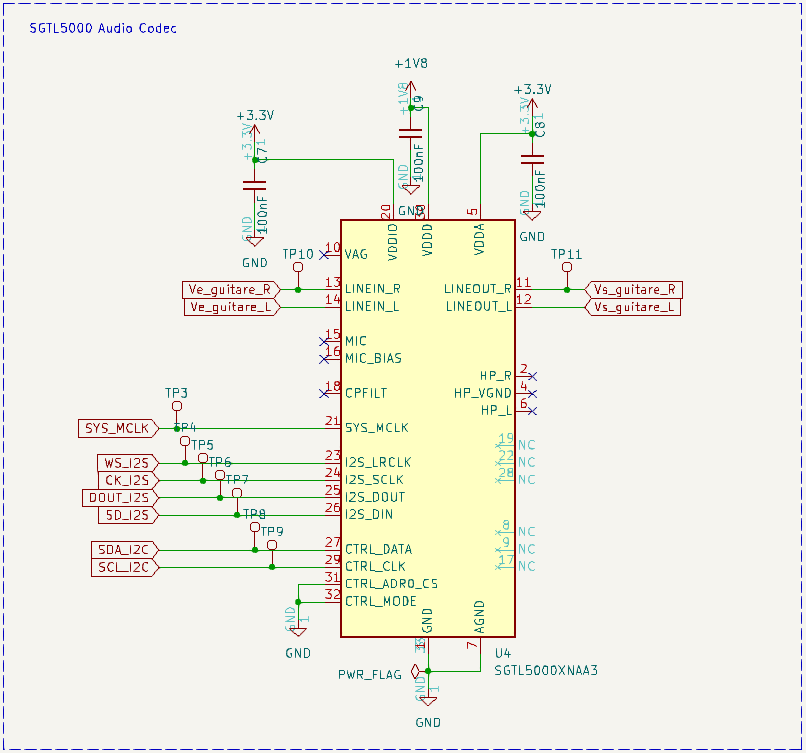 SGTL5000 Audio Codec
+1V8
+1V8
C9
100nF
GND
GND
+3.3V
+3.3V
C8
1
100nF
GND
GND
+3.3V
+3.3V
C7
1
100nF
GND
GND
20
30
5
VDDIO
VDDD
VDDA
10
VAG
TP10
TP11
Ve_guitare_R
13
LINEIN_R
LINEOUT_R
11
Vs_guitare_R
Ve_guitare_L
14
LINEIN_L
LINEOUT_L
12
Vs_guitare_L
15
MIC
16
MIC_BIAS
HP_R
2
18
CPFILT
HP_VGND
4
HP_L
6
TP3
SYS_MCLK
21
SYS_MCLK
TP4
19
NC
TP5
WS_I2S
23
I2S_LRCLK
22
NC
TP6
CK_I2S
24
I2S_SCLK
28
NC
TP7
DOUT_I2S
25
I2S_DOUT
SD_I2S
26
I2S_DIN
TP8
8
NC
TP9
SDA_I2C
27
CTRL_DATA
9
NC
SCL_I2C
29
CTRL_CLK
17
NC
31
CTRL_ADR0_CS
32
CTRL_MODE
GND
1
GND
GND
AGND
7
U4
SGTL5000XNAA3
PWR_FLAG
GND
1
GND